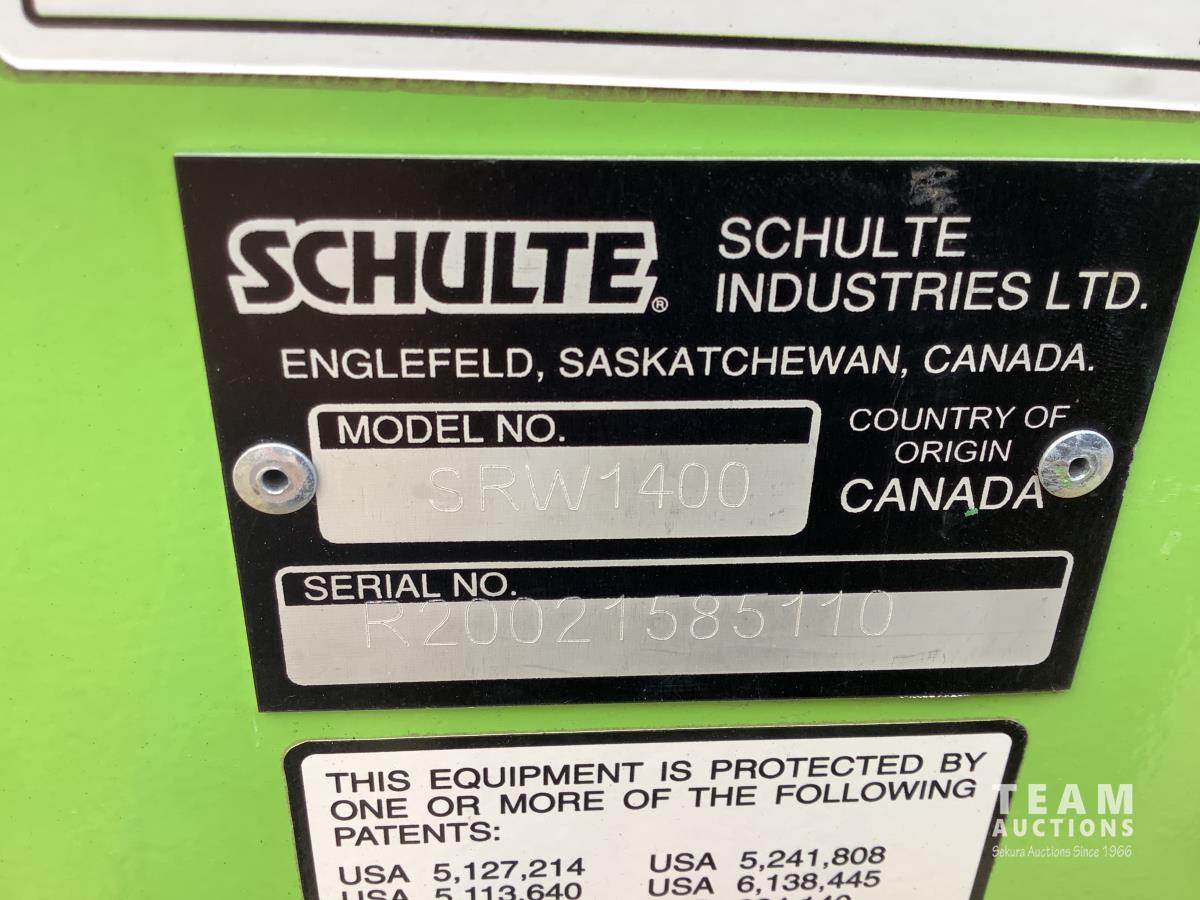 SCHULTE®
SCHULTE
INDUSTRIES LTD.
ENGLEFELD, SASKATCHEWAN, CANADA.
MODEL NO.
SRW1400
COUNTRY OF
ORIGIN
CANADA
SERIAL NO.
R20021585110
THIS EQUIPMENT IS PROTECTED BY
ONE OR MORE OF THE FOLLOWING
PATENTS:
USA 5,127,214 USA 5,241,808
USA 5,113,640 USA 6,138,445
TEAM
AUCTIONS
Sekura Auctions Since 1966